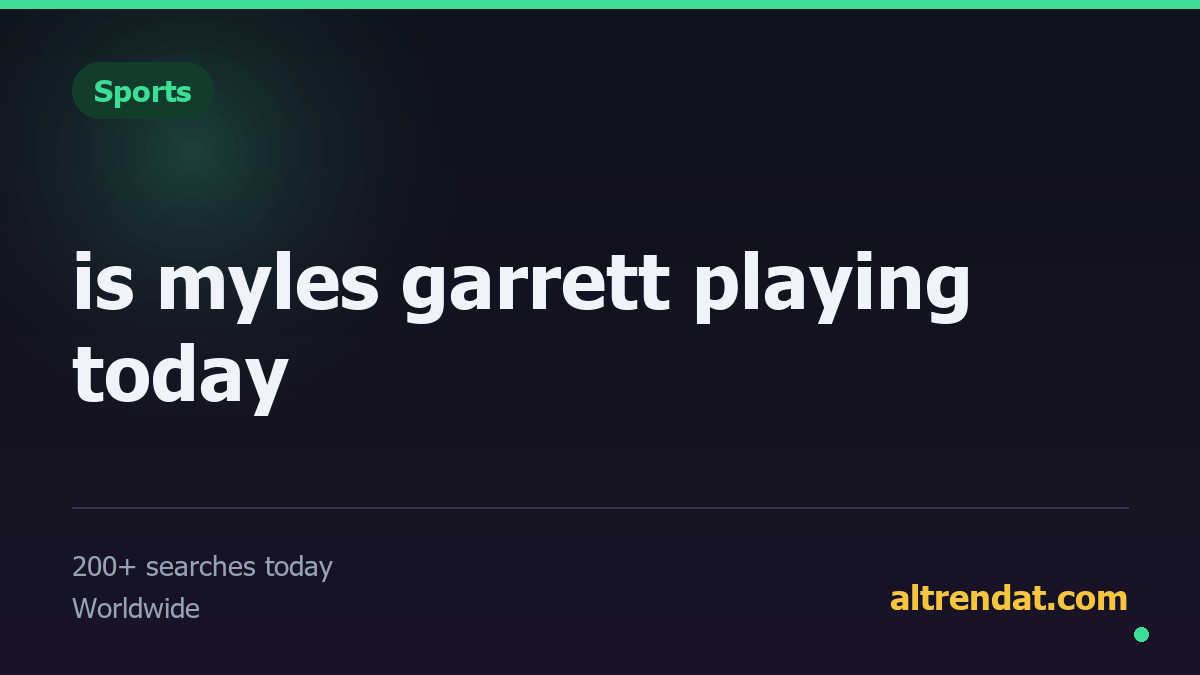 Sports
is myles garrett playing
today
200+ searches today
Worldwide
altrendat.com